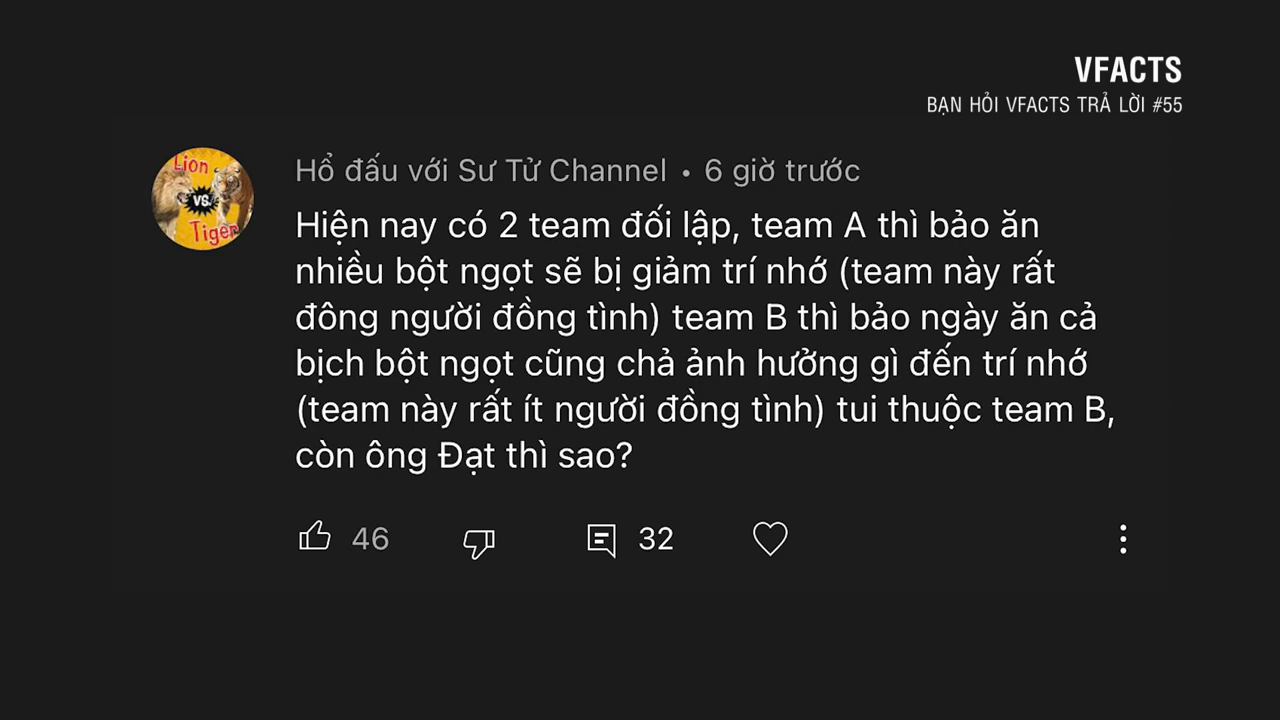 VFACTS
BẠN HỎI VFACTS TRẢ LỜI #55
Lion
VS.
Tiger
Hổ đấu với Sư Tử Channel • 6 giờ trước
Hiện nay có 2 team đối lập, team A thì bảo ăn
nhiều bột ngọt sẽ bị giảm trí nhớ (team này rất
đông người đồng tình) team B thì bảo ngày ăn cả
bịch bột ngọt cũng chả ảnh hưởng gì đến trí nhớ
(team này rất ít người đồng tình) tui thuộc team B,
còn ông Đạt thì sao?
46
32